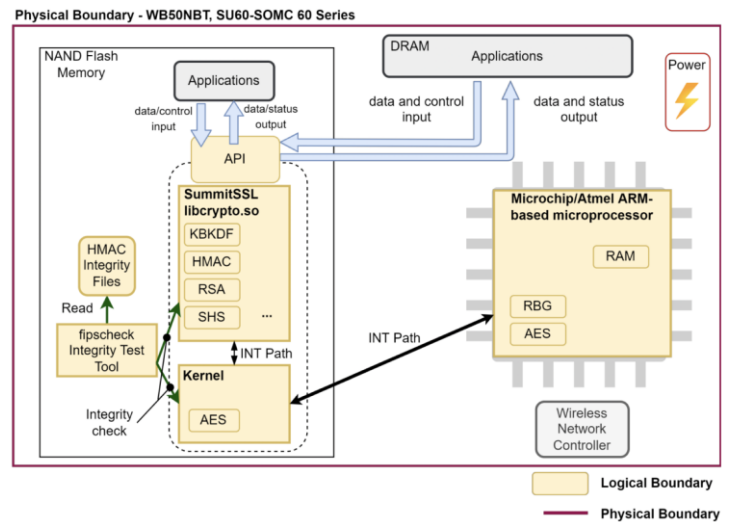 Physical Boundary - WB50NBT, SU60-SOMC 60 Series
NAND Flash
Memory
Applications
data/control
input
data/status
output
API
DRAM
Applications
data and control
input
data and status
output
Power
SummitSSL
libcrypto.so
KBKDF
HMAC
RSA
SHS
...
HMAC
Integrity
Files
Read
fipscheck
Integrity Test
Tool
Integrity
check
INT Path
Kernel
AES
INT Path
Microchip/Atmel ARM-
based microprocessor
RAM
RBG
AES
Wireless
Network
Controller
Logical Boundary
Physical Boundary